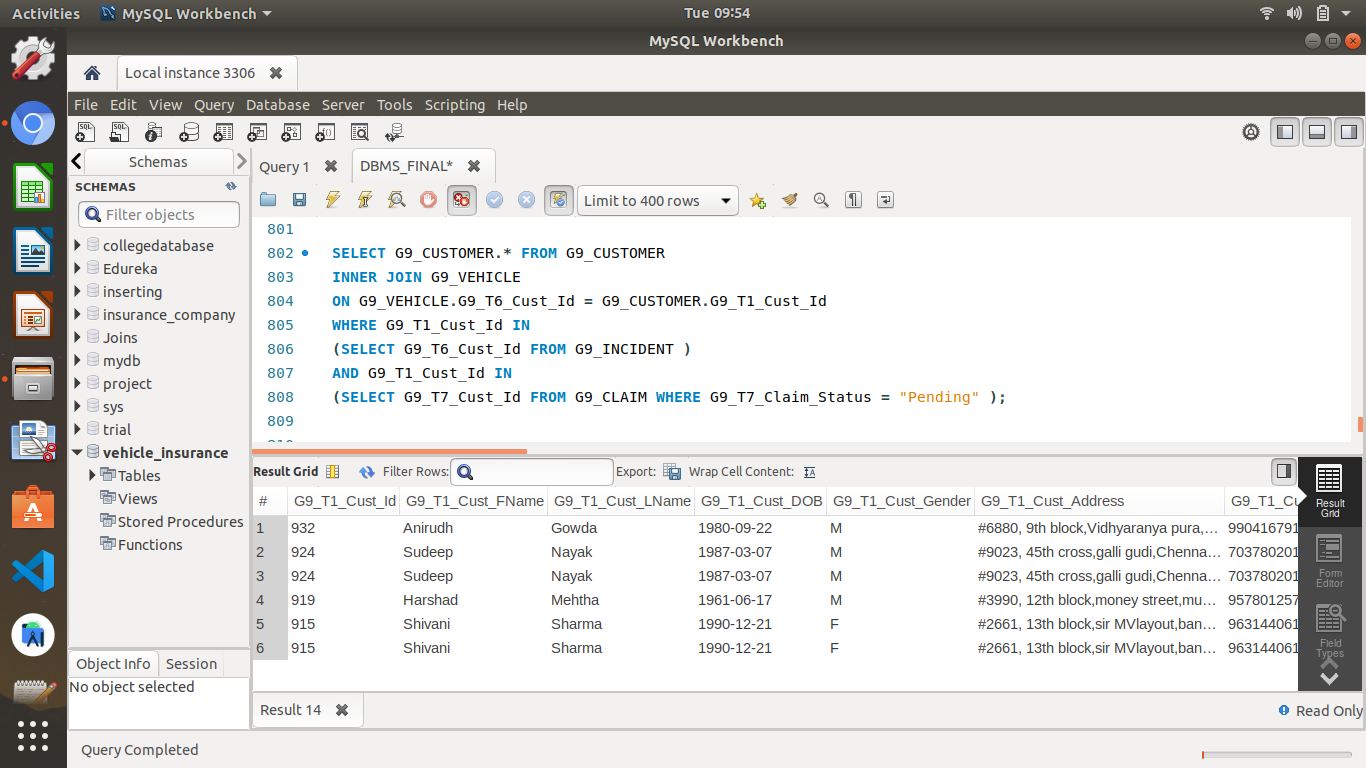 Activities MySQL Workbench Tue 09:54
MySQL Workbench
Local instance 3306
File Edit View Query Database Server Tools Scripting Help
Schemas
SCHEMAS
Filter objects
collegedatabase
Edureka
inserting
insurance_company
Joins
mydb
project
sys
trial
vehicle_insurance
Tables
Views
Stored Procedures
Functions
Object Info Session
No object selected
Query 1 DBMS_FINAL*
Limit to 400 rows
801
802 SELECT G9_CUSTOMER.* FROM G9_CUSTOMER
803 INNER JOIN G9_VEHICLE
804 ON G9_VEHICLE.G9_T6_Cust_Id = G9_CUSTOMER.G9_T1_Cust_Id
805 WHERE G9_T1_Cust_Id IN
806 (SELECT G9_T6_Cust_Id FROM G9_INCIDENT )
807 AND G9_T1_Cust_Id IN
808 (SELECT G9_T7_Cust_Id FROM G9_CLAIM WHERE G9_T7_Claim_Status = "Pending" );
809
Result Grid Filter Rows: Export: Wrap Cell Content:
# G9_T1_Cust_Id G9_T1_Cust_FName G9_T1_Cust_LName G9_T1_Cust_DOB G9_T1_Cust_Gender G9_T1_Cust_Address G9_T1_Cu
1 932 Anirudh Gowda 1980-09-22 M #6880, 9th block,Vidhyaranya pura,... 990416791
2 924 Sudeep Nayak 1987-03-07 M #9023, 45th cross,galli gudi,Chenna... 703780201
3 924 Sudeep Nayak 1987-03-07 M #9023, 45th cross,galli gudi,Chenna... 703780201
4 919 Harshad Mehtha 1961-06-17 M #3990, 12th block,money street,mu... 957801257
5 915 Shivani Sharma 1990-12-21 F #2661, 13th block,sir MVlayout,ban... 963144061
6 915 Shivani Sharma 1990-12-21 F #2661, 13th block,sir MVlayout,ban... 963144061
Result
Grid
Form
Editor
Field
Types
Result 14
Read Only
Query Completed